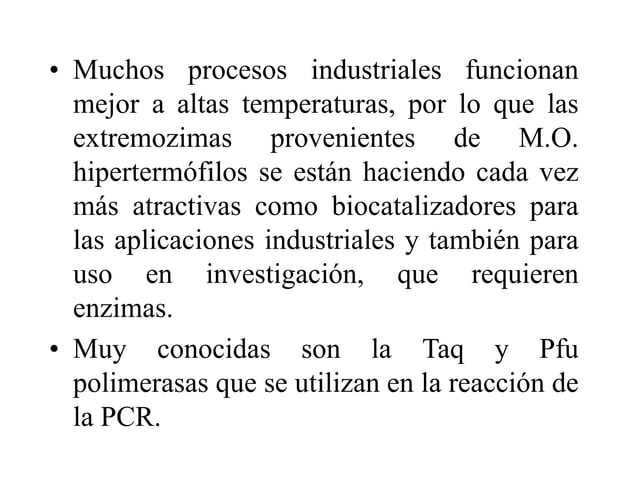 • Muchos procesos industriales funcionan
mejor a altas temperaturas, por lo que las
extremozimas provenientes de M.O.
hipertermófilos se están haciendo cada vez
más atractivas como biocatalizadores para
las aplicaciones industriales y también para
uso en investigación, que requieren
enzimas.
• Muy conocidas son la Taq y Pfu
polimerasas que se utilizan en la reacción de
la PCR.